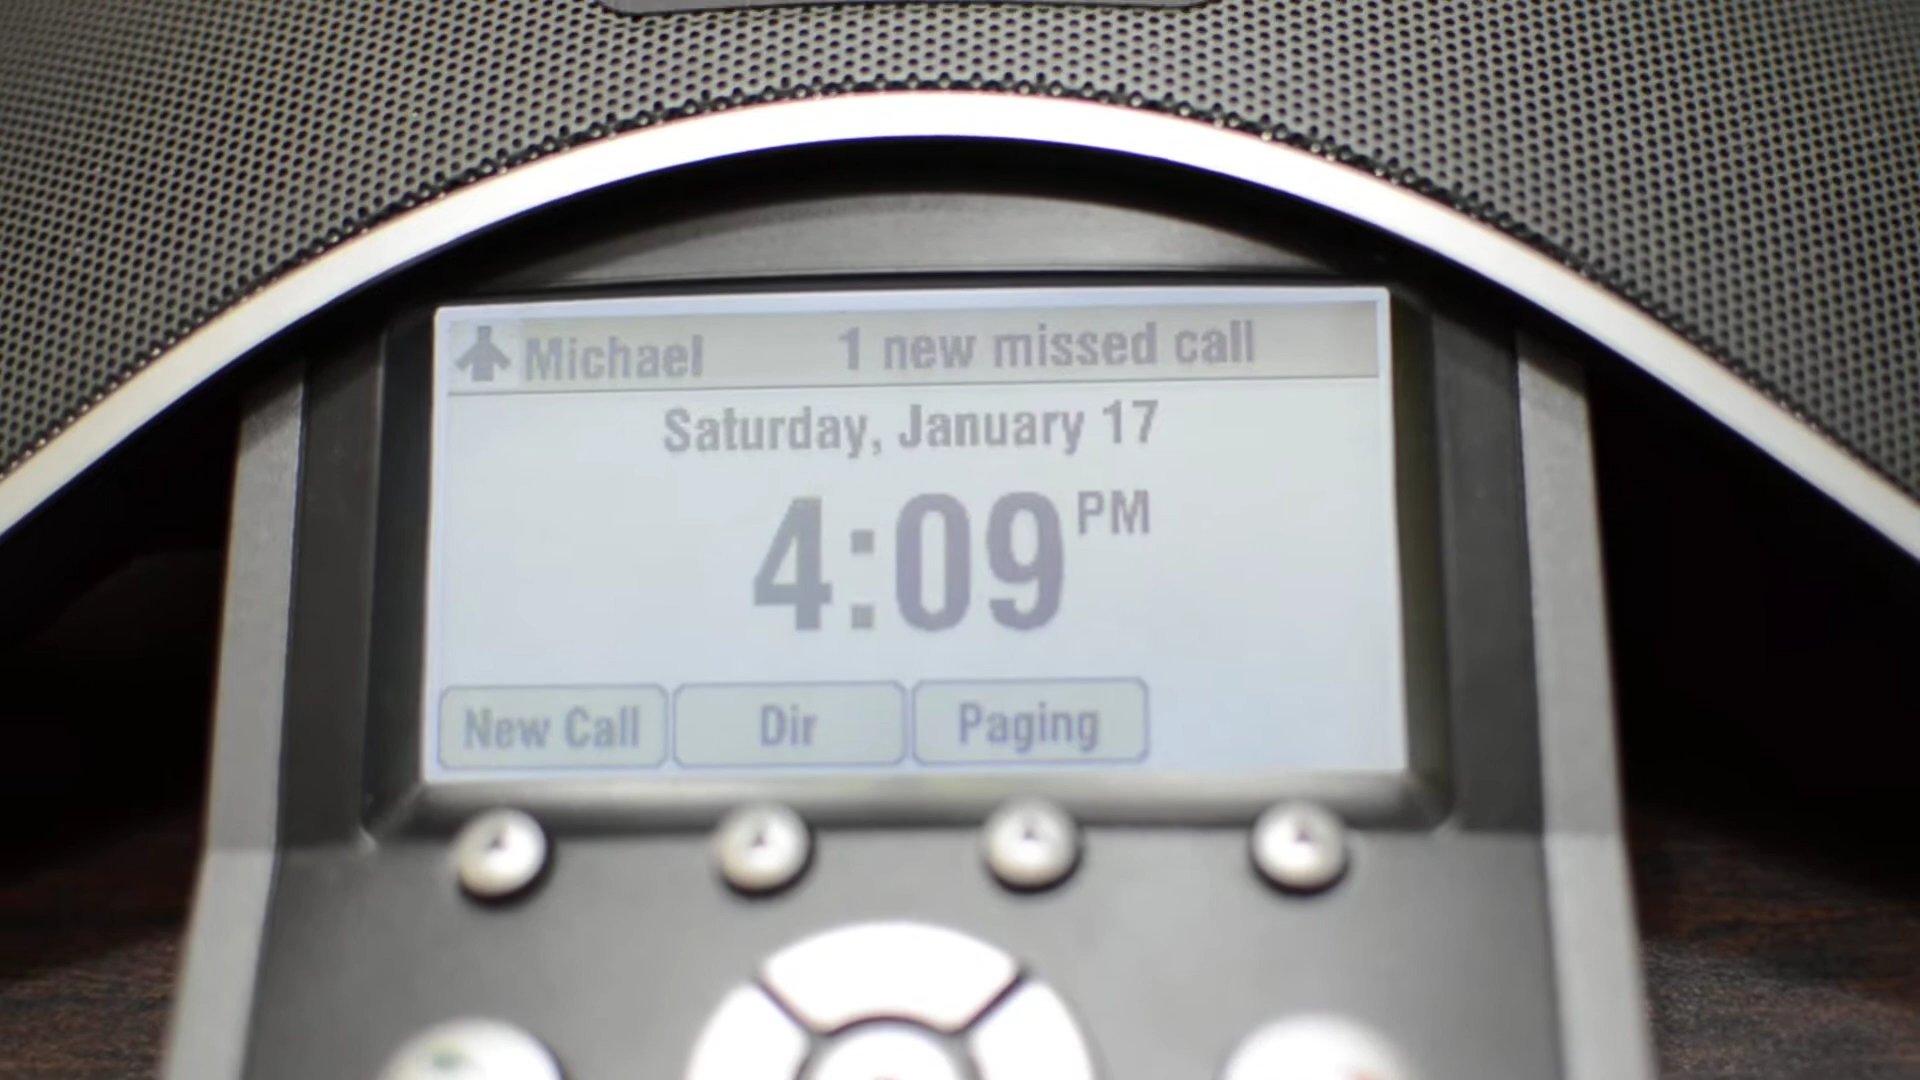 Michael 1 new missed call
Saturday, January 17
4:09 PM
New Call Dir Paging